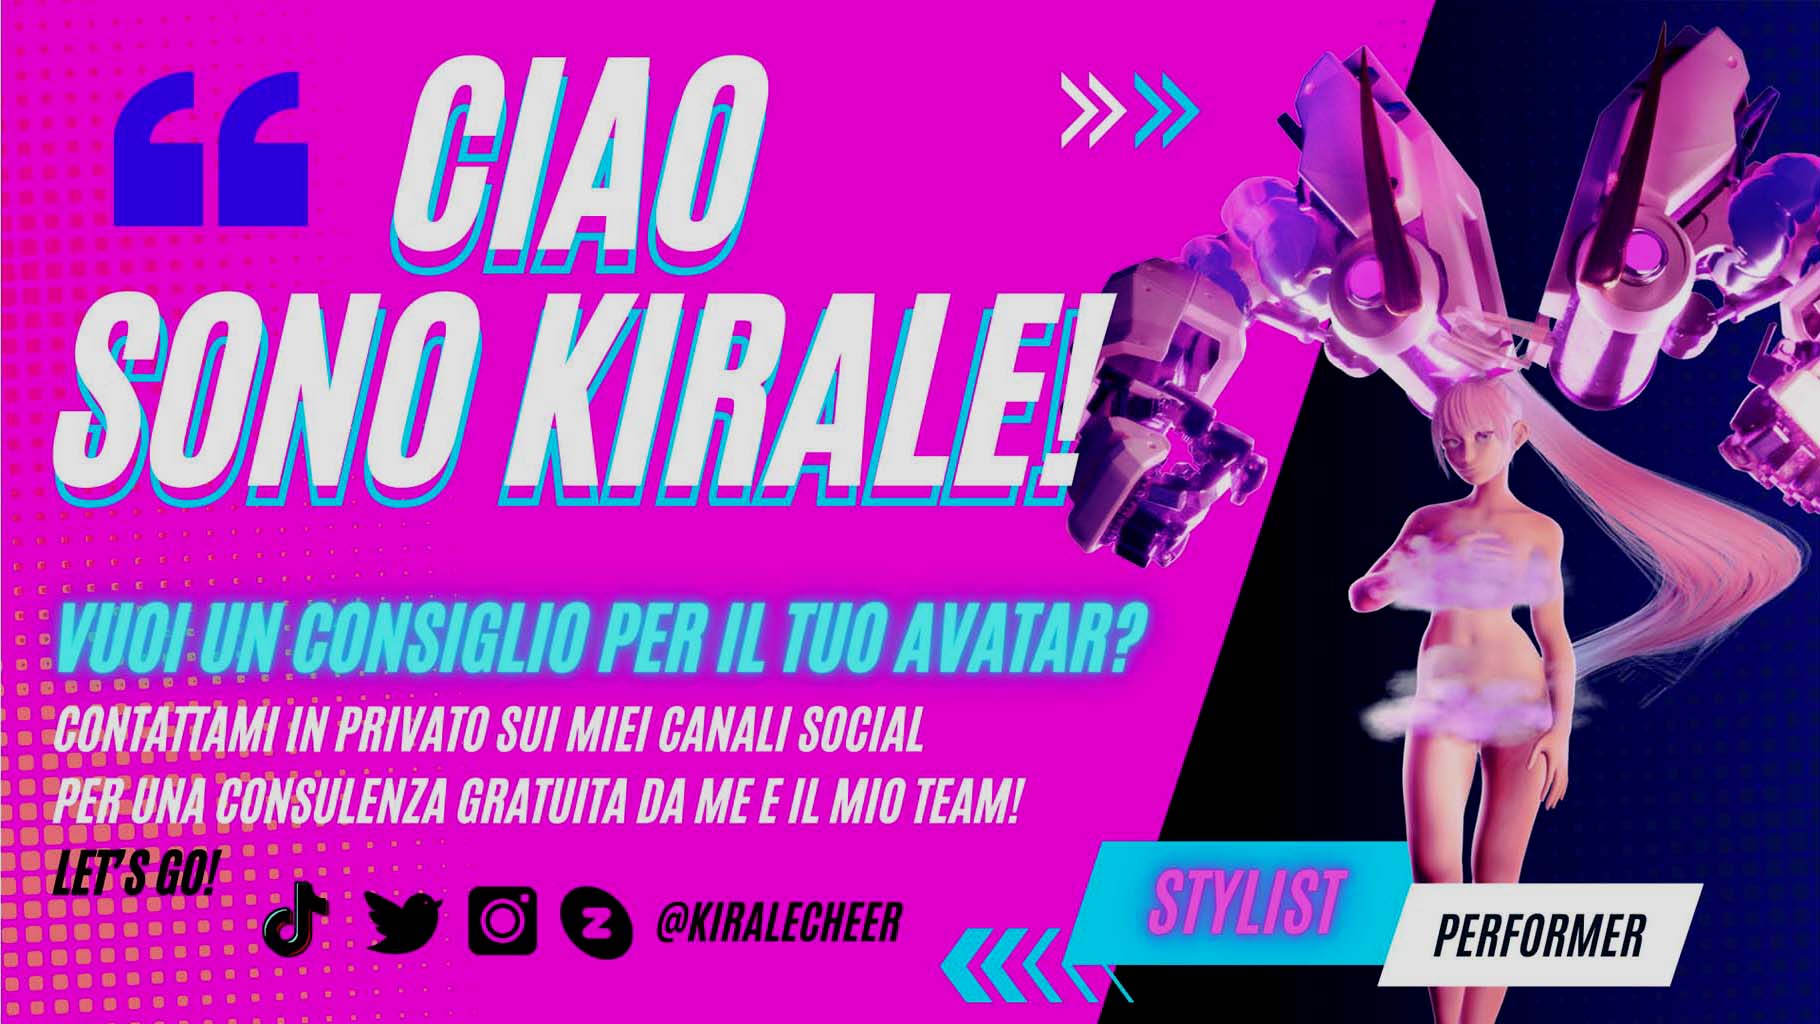 CIAO
SONO KIRALE!
VUOI UN CONSIGLIO PER IL TUO AVATAR?
CONTATTAMI IN PRIVATO SUI MIEI CANALI SOCIAL
PER UNA CONSULENZA GRATUITA DA ME E IL MIO TEAM!
LET'S GO!
@KIRALECHEER
STYLIST
PERFORMER